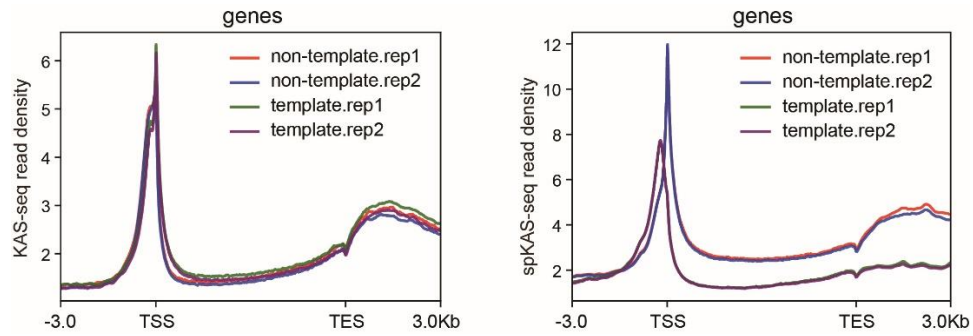 genes
KAS-seq read density
6
5
4
3
2
non-template.rep1
non-template.rep2
template.rep1
template.rep2
-3.0
TSS
TES
3.0Kb
genes
spKAS-seq read density
12
10
8
6
4
2
non-template.rep1
non-template.rep2
template.rep1
template.rep2
-3.0
TSS
TES
3.0Kb